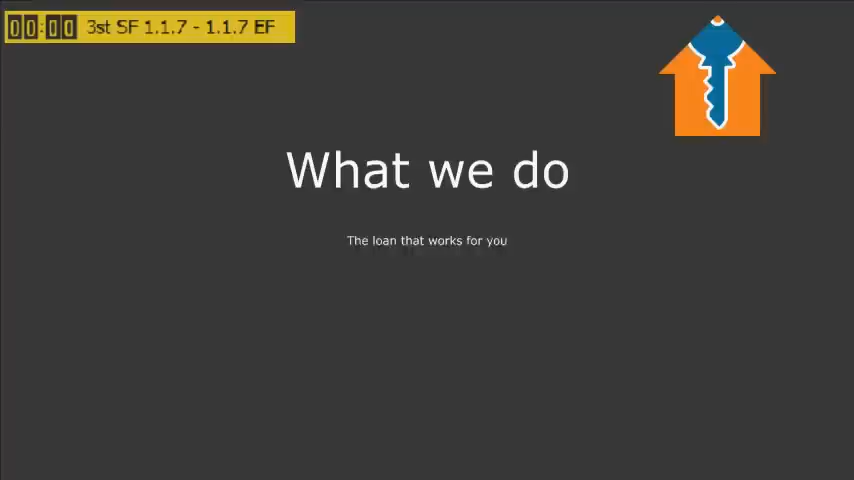 00:00 3st SF 1.1.7 - 1.1.7 EF
What we do
The loan that works for you